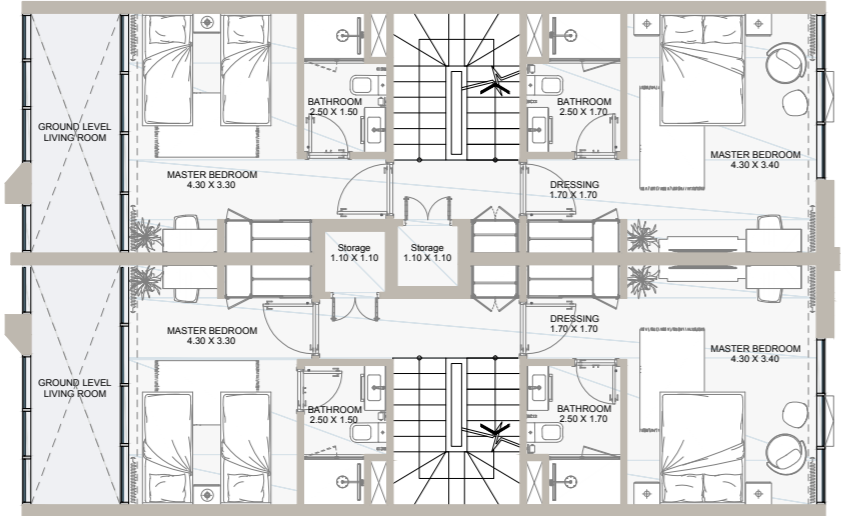 BATHROOM
2.50 X 1.50
BATHROOM
2.50 X 1.70
GROUND LEVEL
LIVING ROOM
MASTER BEDROOM
4.30 X 3.40
MASTER BEDROOM
4.30 X 3.30
DRESSING
1.70 X 1.70
Storage
1.10 X 1.10
Storage
1.10 X 1.10
MASTER BEDROOM
4.30 X 3.30
DRESSING
1.70 X 1.70
MASTER BEDROOM
4.30 X 3.40
GROUND LEVEL
LIVING ROOM
BATHROOM
2.50 X 1.50
BATHROOM
2.50 X 1.70